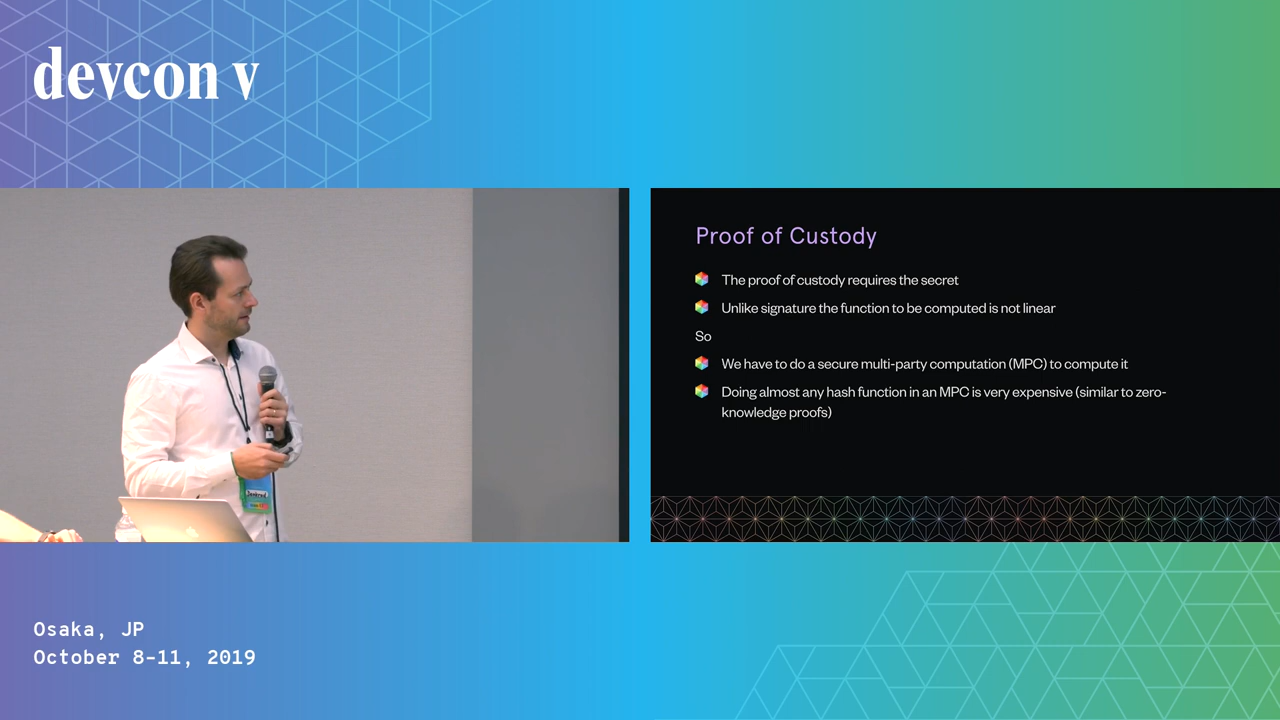 devcon v
Proof of Custody
The proof of custody requires the secret
Unlike signature the function to be computed is not linear
So
We have to do a secure multi-party computation (MPC) to compute it
Doing almost any hash function in an MPC is very expensive (similar to zero-
knowledge proofs)
Osaka, JP
October 8-11, 2019